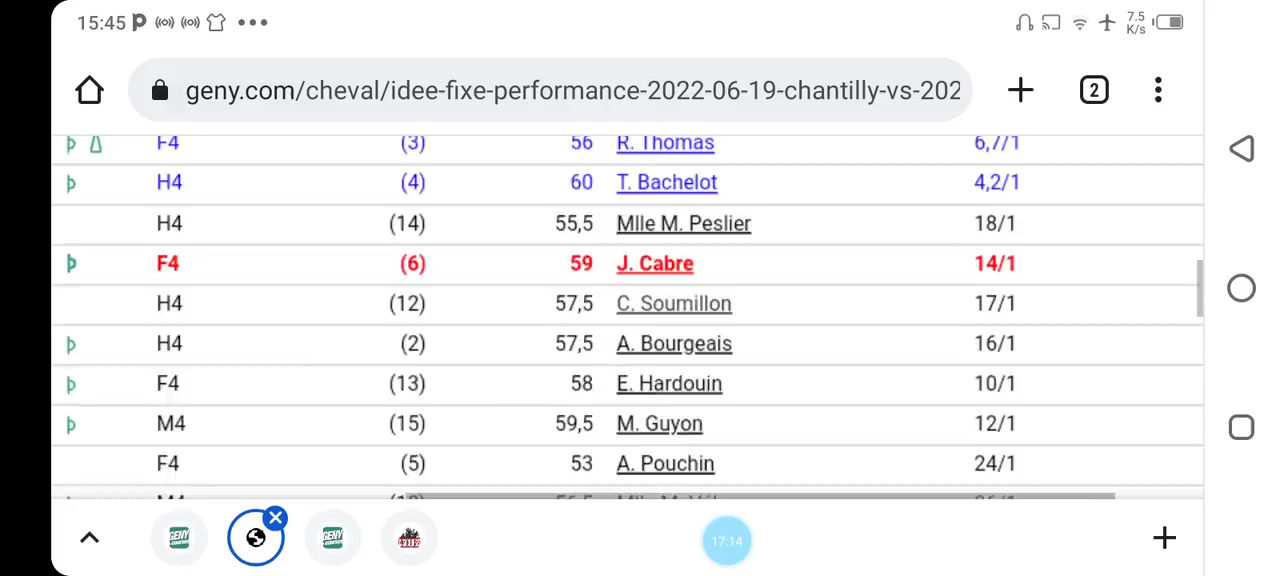 15:45 P 7.5 K/s
geny.com/cheval/idee-fixe-performance-2022-06-19-chantilly-vs-202 2
F4 (3) 56 R. Thomas 6,7/1
H4 (4) 60 T. Bachelot 4,2/1
H4 (14) 55,5 Mlle M. Peslier 18/1
F4 (6) 59 J. Cabre 14/1
H4 (12) 57,5 C. Soumillon 17/1
H4 (2) 57,5 A. Bourgeais 16/1
F4 (13) 58 E. Hardouin 10/1
M4 (15) 59,5 M. Guyon 12/1
F4 (5) 53 A. Pouchin 24/1
GENY GENY 17:14